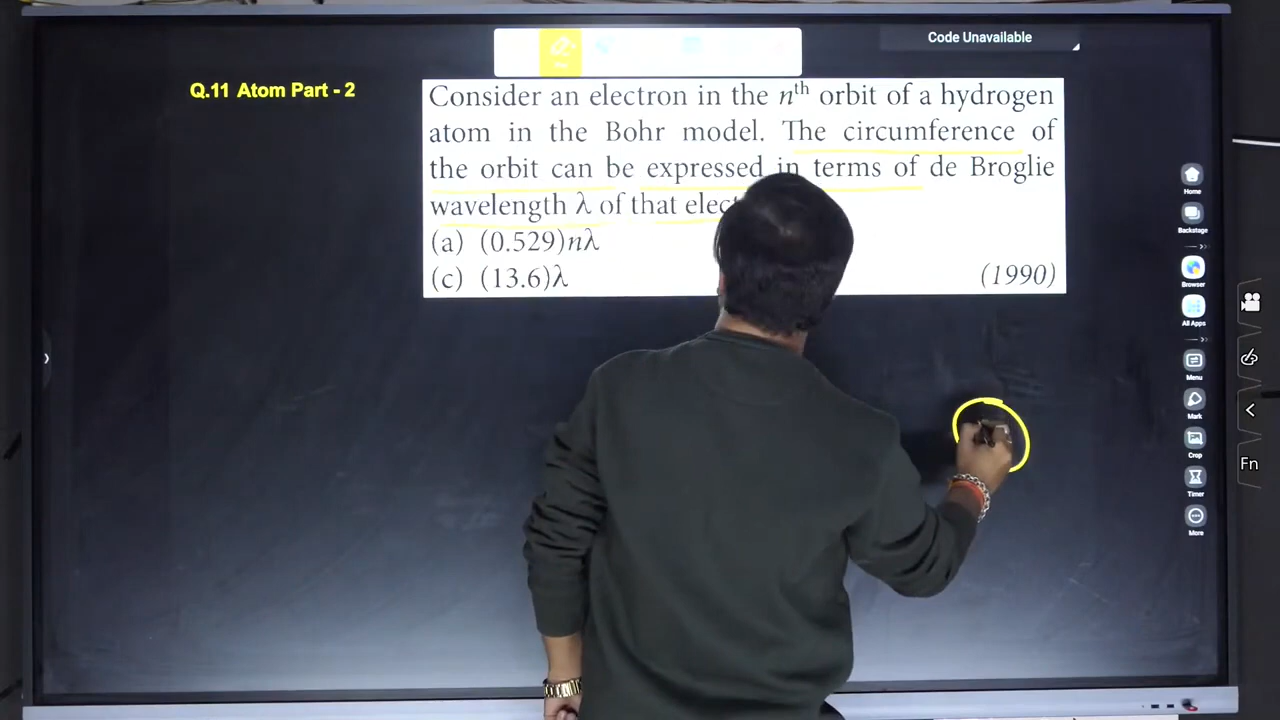 Code Unavailable
Q.11 Atom Part - 2
Consider an electron in the nth orbit of a hydrogen
atom in the Bohr model. The circumference of
the orbit can be expressed in terms of de Broglie
wavelength λ of that
(a) (0.529)nλ
(c) (13.6)λ (1990)
Home
Backstage
Browser
All Apps
Menu
Mark
Crop
Timer
More
Fn